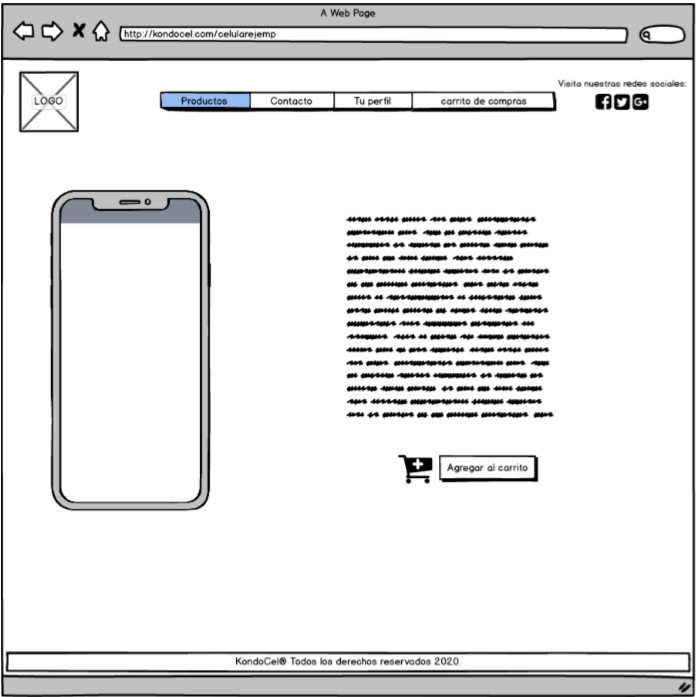 A Web Page
http://kondocel.com/celularejemp
Visita nuestras redes sociales:
LOGO
Productos
Contacto
Tu perfil
carrito de compras
Agregar al carrito
KondoCel® Todos los derechos reservados 2020.